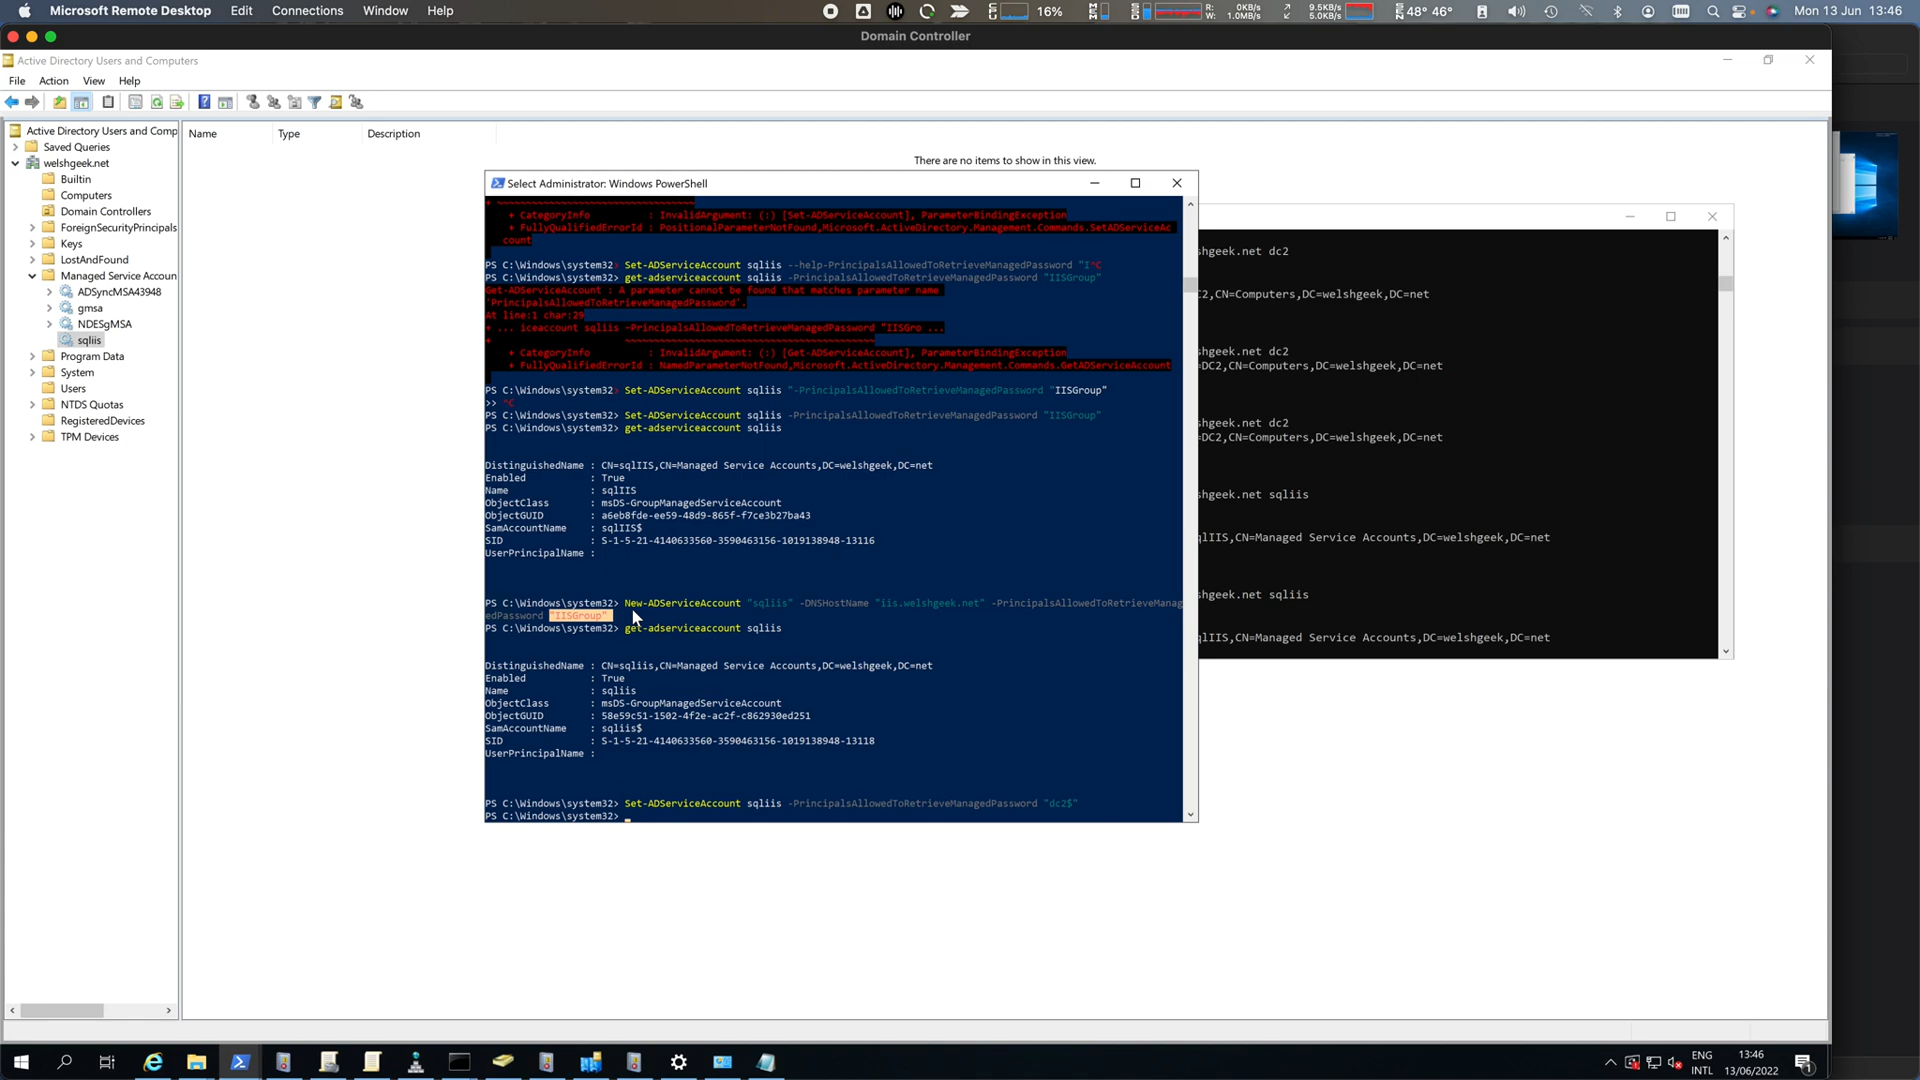 Microsoft Remote Desktop Edit Connections Window Help 16% R: 0KB/s W: 1.0MB/s 9.5KB/s 5.0KB/s 48° 46° Mon 13 Jun 13:46
Domain Controller
Active Directory Users and Computers
File Action View Help
Active Directory Users and Comp
Saved Queries
welshgeek.net
Builtin
Computers
Domain Controllers
ForeignSecurityPrincipals
Keys
LostAndFound
Managed Service Accoun
ADSyncMSA43948
gmsa
NDESgMSA
sqliis
Program Data
System
Users
NTDS Quotas
RegisteredDevices
TPM Devices
Name Type Description
There are no items to show in this view.
Select Administrator: Windows PowerShell
+ ~~~~~~~~~~~~~~~~~~~~~~~~~~~~~~~~~~
+ CategoryInfo : InvalidArgument: (:) [Set-ADServiceAccount], ParameterBindingException
+ FullyQualifiedErrorId : PositionalParameterNotFound,Microsoft.ActiveDirectory.Management.Commands.SetADServiceAc
count
PS C:\Windows\system32> Set-ADServiceAccount sqliis --help-PrincipalsAllowedToRetrieveManagedPassword "I^C
PS C:\Windows\system32> get-adserviceaccount sqliis -PrincipalsAllowedToRetrieveManagedPassword "IISGroup"
Get-ADServiceAccount : A parameter cannot be found that matches parameter name
'PrincipalsAllowedToRetrieveManagedPassword'.
At line:1 char:29
+ ... iceaccount sqliis -PrincipalsAllowedToRetrieveManagedPassword "IISGro ...
+ ~~~~~~~~~~~~~~~~~~~~~~~~~~~~~~~~~~~~~~~~~~~
+ CategoryInfo : InvalidArgument: (:) [Get-ADServiceAccount], ParameterBindingException
+ FullyQualifiedErrorId : NamedParameterNotFound,Microsoft.ActiveDirectory.Management.Commands.GetADServiceAccount
PS C:\Windows\system32> Set-ADServiceAccount sqliis "-PrincipalsAllowedToRetrieveManagedPassword "IISGroup"
>> ^C
PS C:\Windows\system32> Set-ADServiceAccount sqliis -PrincipalsAllowedToRetrieveManagedPassword "IISGroup"
PS C:\Windows\system32> get-adserviceaccount sqliis
DistinguishedName : CN=sqlIIS,CN=Managed Service Accounts,DC=welshgeek,DC=net
Enabled : True
Name : sqlIIS
ObjectClass : msDS-GroupManagedServiceAccount
ObjectGUID : a6eb8fde-ee59-48d9-865f-f7ce3b27ba43
SamAccountName : sqlIIS$
SID : S-1-5-21-4140633560-3590463156-1019138948-13116
UserPrincipalName :
PS C:\Windows\system32> New-ADServiceAccount "sqliis" -DNSHostName "iis.welshgeek.net" -PrincipalsAllowedToRetrieveManag
edPassword "IISGroup"
PS C:\Windows\system32> get-adserviceaccount sqliis
DistinguishedName : CN=sqliis,CN=Managed Service Accounts,DC=welshgeek,DC=net
Enabled : True
Name : sqliis
ObjectClass : msDS-GroupManagedServiceAccount
ObjectGUID : 58e59c51-1502-4f2e-ac2f-c862930ed251
SamAccountName : sqliis$
SID : S-1-5-21-4140633560-3590463156-1019138948-13118
UserPrincipalName :
PS C:\Windows\system32> Set-ADServiceAccount sqliis -PrincipalsAllowedToRetrieveManagedPassword "dc2$"
PS C:\Windows\system32>
shgeek.net dc2
C2,CN=Computers,DC=welshgeek,DC=net
shgeek.net dc2
=DC2,CN=Computers,DC=welshgeek,DC=net
shgeek.net dc2
=DC2,CN=Computers,DC=welshgeek,DC=net
shgeek.net sqliis
qlIIS,CN=Managed Service Accounts,DC=welshgeek,DC=net
shgeek.net sqliis
qlIIS,CN=Managed Service Accounts,DC=welshgeek,DC=net
ENG INTL
13:46
13/06/2022
1